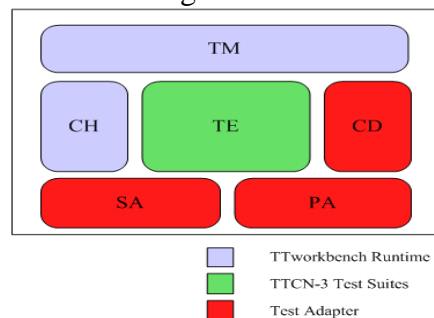 TM
CH TE CD
SA PA
TTworkbench Runtime
TTCN-3 Test Suites
Test Adapter